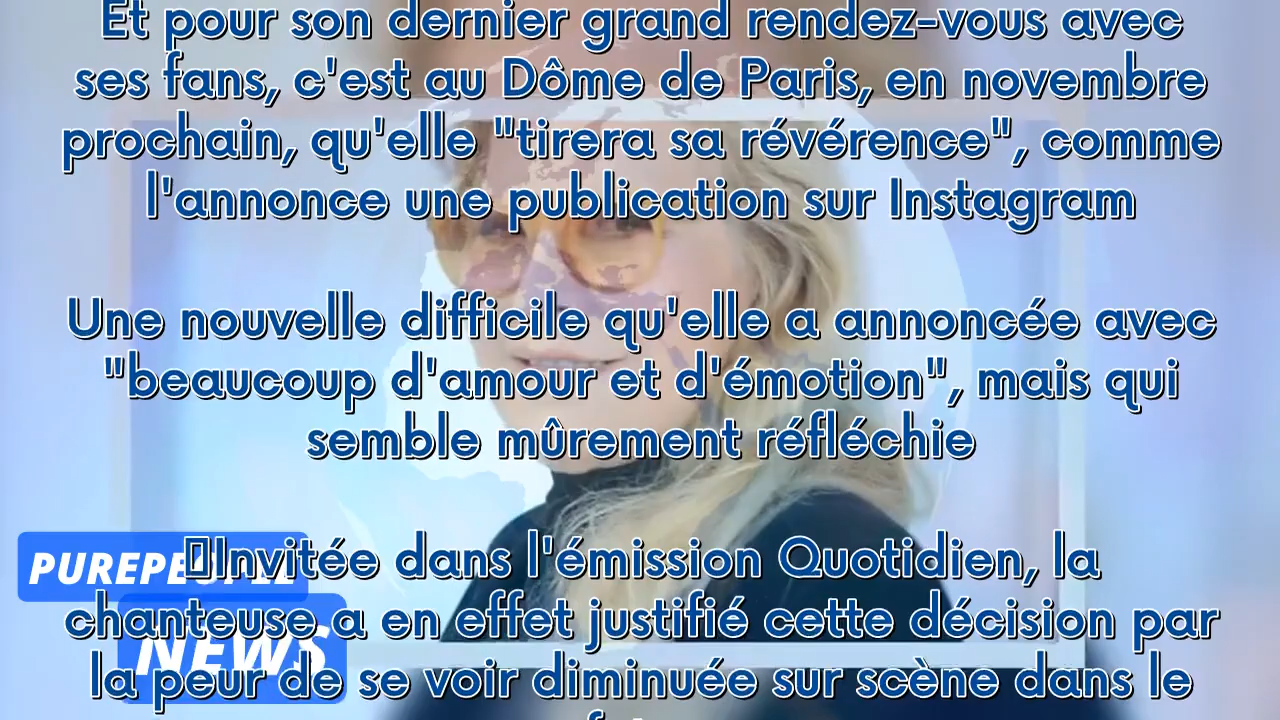 Et pour son dernier grand rendez-vous avec
ses fans, c'est au Dôme de Paris, en novembre
prochain, qu'elle "tirera sa révérence", comme
l'annonce une publication sur Instagram
Une nouvelle difficile qu'elle a annoncée avec
"beaucoup d'amour et d'émotion", mais qui
semble mûrement réfléchie
Invitée dans l'émission Quotidien, la
chanteuse a en effet justifié cette décision par
la peur de se voir diminuée sur scène dans le
NEWS